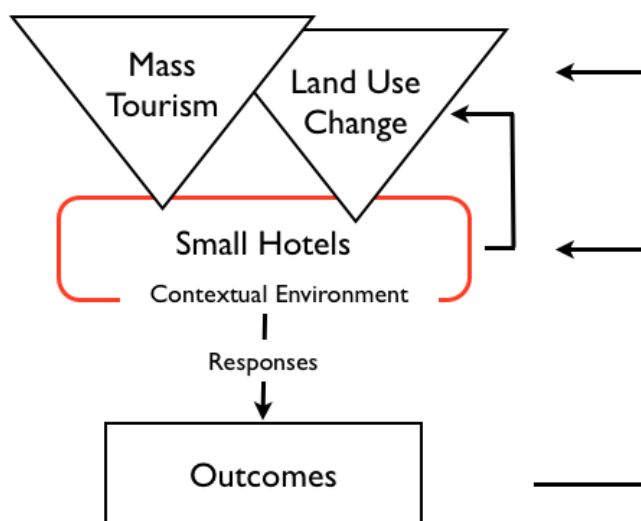 Mass
Tourism
Land Use
Change
Small Hotels
Contextual Environment
Responses
Outcomes